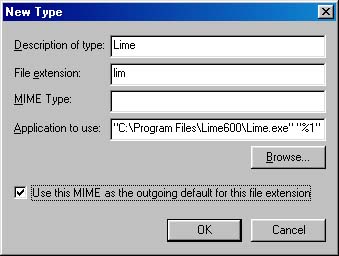 New Type
Description of type: Lime
File extension: lim
MIME Type:
Application to use: "C:\Program Files\Lime600\Lime.exe" "%1"
Browse...
Use this MIME as the outgoing default for this file extension
OK Cancel